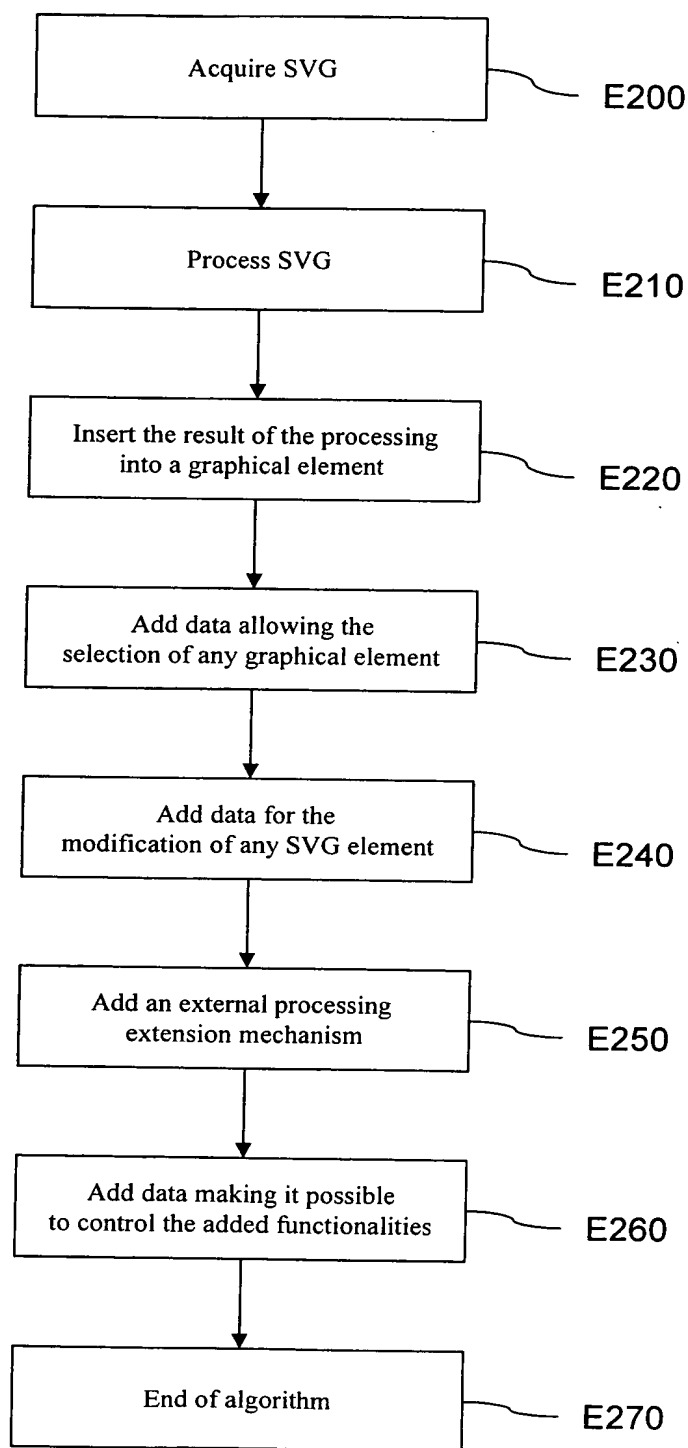 Acquire SVG
E200
Process SVG
E210
Insert the result of the processing
into a graphical element
E220
Add data allowing the
selection of any graphical element
E230
Add data for the
modification of any SVG element
E240
Add an external processing
extension mechanism
E250
Add data making it possible
to control the added functionalities
E260
End of algorithm
E270